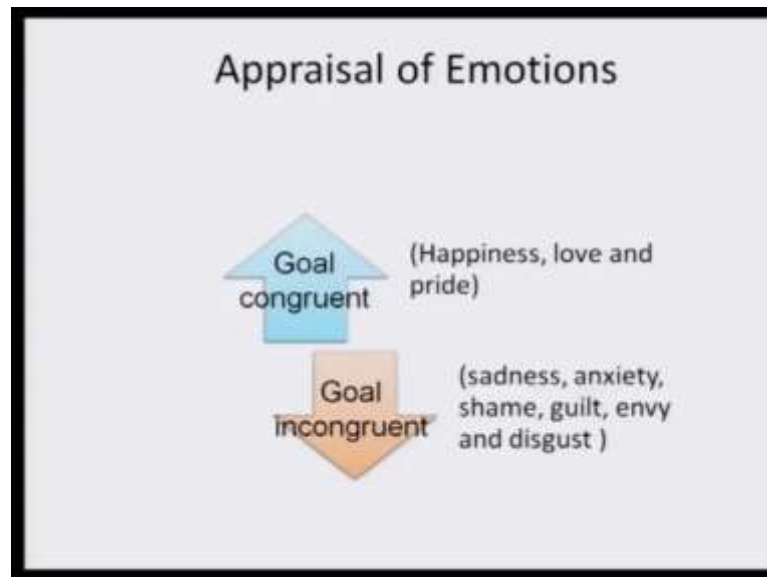 Appraisal of Emotions
Goal
congruent
(Happiness, love and
pride)
Goal
incongruent
(sadness, anxiety,
shame, guilt, envy
and disgust )